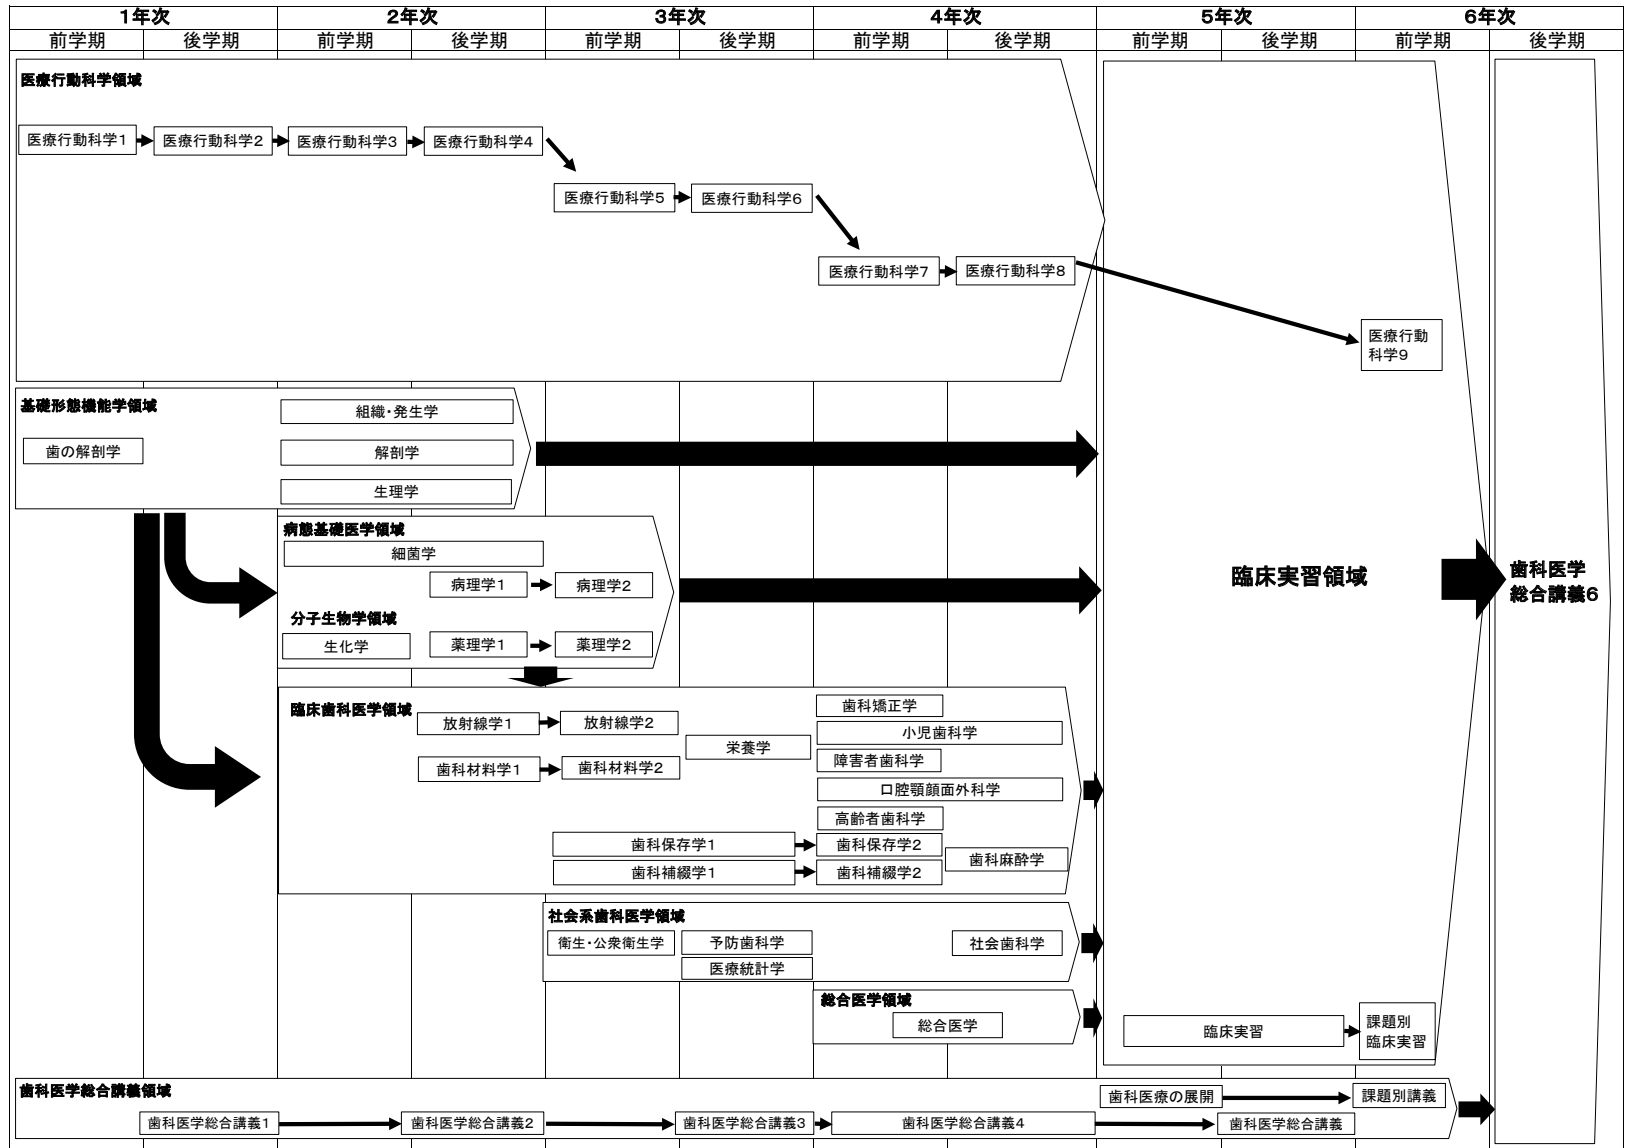 1年次
2年次
3年次
4年次
5年次
6年次
前学期
後学期
前学期
後学期
前学期
後学期
前学期
後学期
前学期
後学期
前学期
後学期
医療行動科学領域
医療行動科学1
医療行動科学2
医療行動科学3
医療行動科学4
医療行動科学5
医療行動科学6
医療行動科学7
医療行動科学8
医療行動
科学9
基礎形態機能学領域
組織・発生学
歯の解剖学
解剖学
生理学
病態基礎医学領域
細菌学
病理学1
病理学2
分子生物学領域
生化学
薬理学1
薬理学2
臨床実習領域
歯科医学
総合講義6
臨床歯科医学領域
放射線学1
放射線学2
歯科材料学1
歯科材料学2
栄養学
歯科矯正学
小児歯科学
障害者歯科学
口腔顎顔面外科学
高齢者歯科学
歯科保存学1
歯科保存学2
歯科麻酔学
歯科補綴学1
歯科補綴学2
社会系歯科医学領域
衛生・公衆衛生学
予防歯科学
医療統計学
社会歯科学
総合医学領域
総合医学
臨床実習
課題別
臨床実習
歯科医学総合講義領域
歯科医療の展開
課題別講義
歯科医学総合講義1
歯科医学総合講義2
歯科医学総合講義3
歯科医学総合講義4
歯科医学総合講義